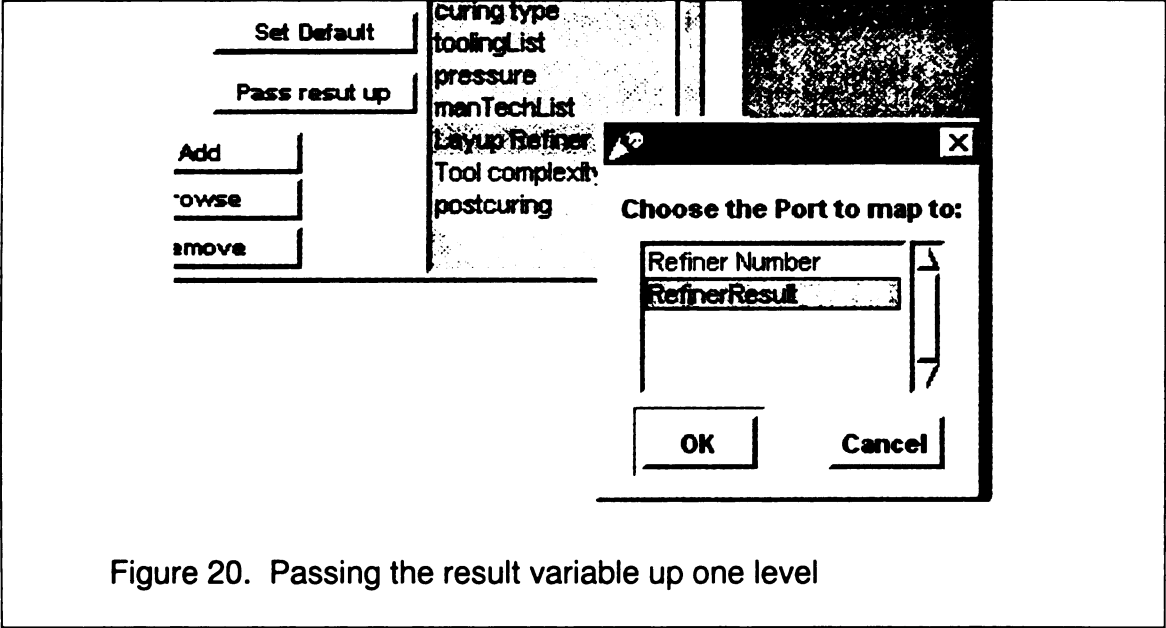 curing type
Set Default
toolingList
pressure
Pass resut up
manTechList
Layup Refiner
Add
Tool complexity
rowse
postcuring
emove
Choose the Port to map to:
Refiner Number
RefinerResult
OK
Cancel
Figure 20. Passing the result variable up one level